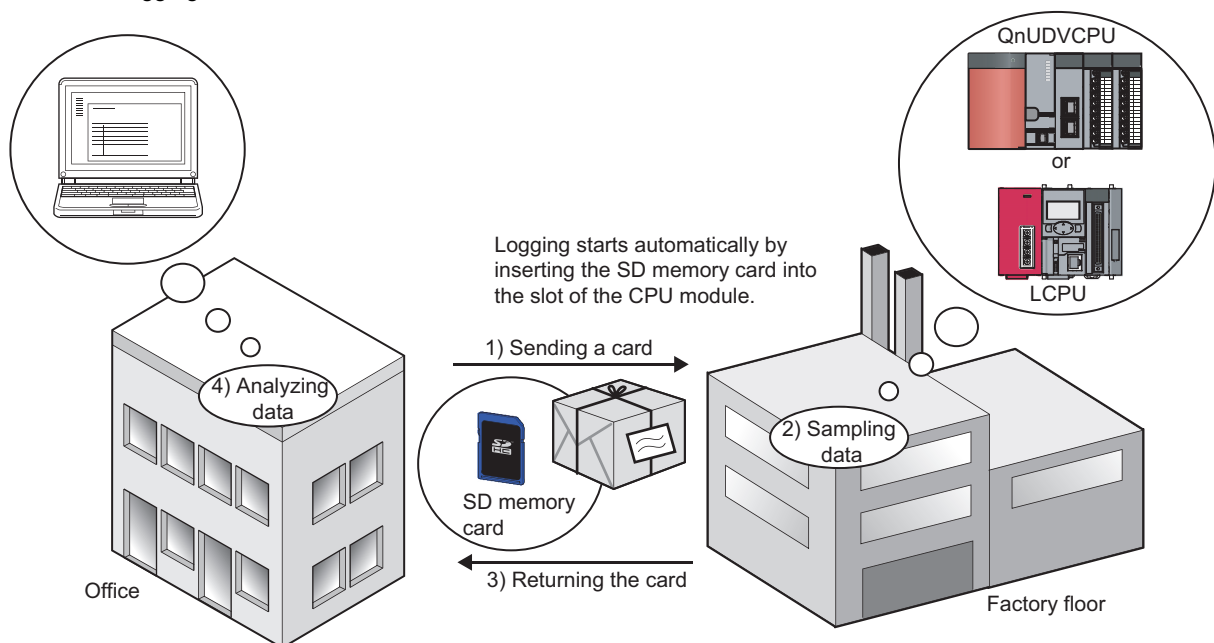 QnUDVCPU
or
LCPU
Logging starts automatically by
inserting the SD memory card into
the slot of the CPU module.
1) Sending a card
4) Analyzing
data
2) Sampling
data
SD
HC
SD memory
card
3) Returning the card
Office
Factory floor